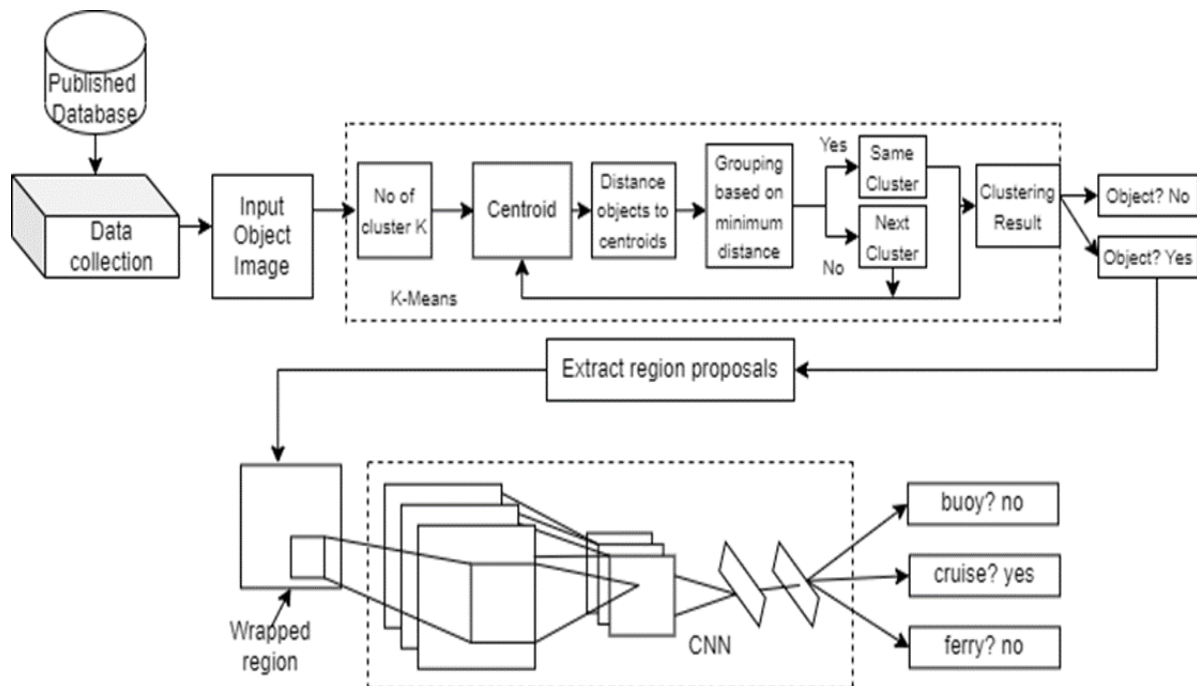 Published
Database
Data
collection
Input
Object
Image
No of
cluster K
Centroid
Distance
objects to
centroids
Grouping
based on
minimum
distance
Yes
No
Same
Cluster
Next
Cluster
Clustering
Result
Object? No
Object? Yes
K-Means
Extract region proposals
Wrapped
region
CNN
buoy? no
cruise? yes
ferry? no